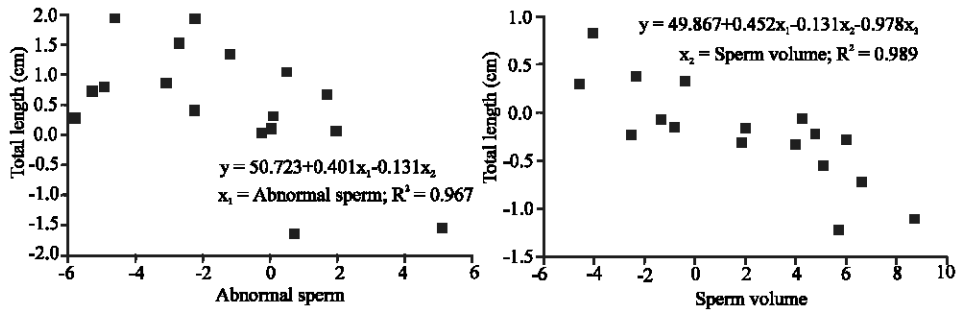 2.0
1.5
1.0
0.5
0.0
-0.5
-1.0
-1.5
-2.0
Total length (cm)
y = 50.723+0.401x₁-0.131x₂
x₁ = Abnormal sperm; R² = 0.967
-6 -4 -2 0 2 4 6
Abnormal sperm
1.0
0.5
0.0
-0.5
-1.0
-1.5
Total length (cm)
y = 49.867+0.452x₁-0.131x₂-0.978x₃
x₂ = Sperm volume; R² = 0.989
-6 -4 -2 0 2 4 6 8 10
Sperm volume